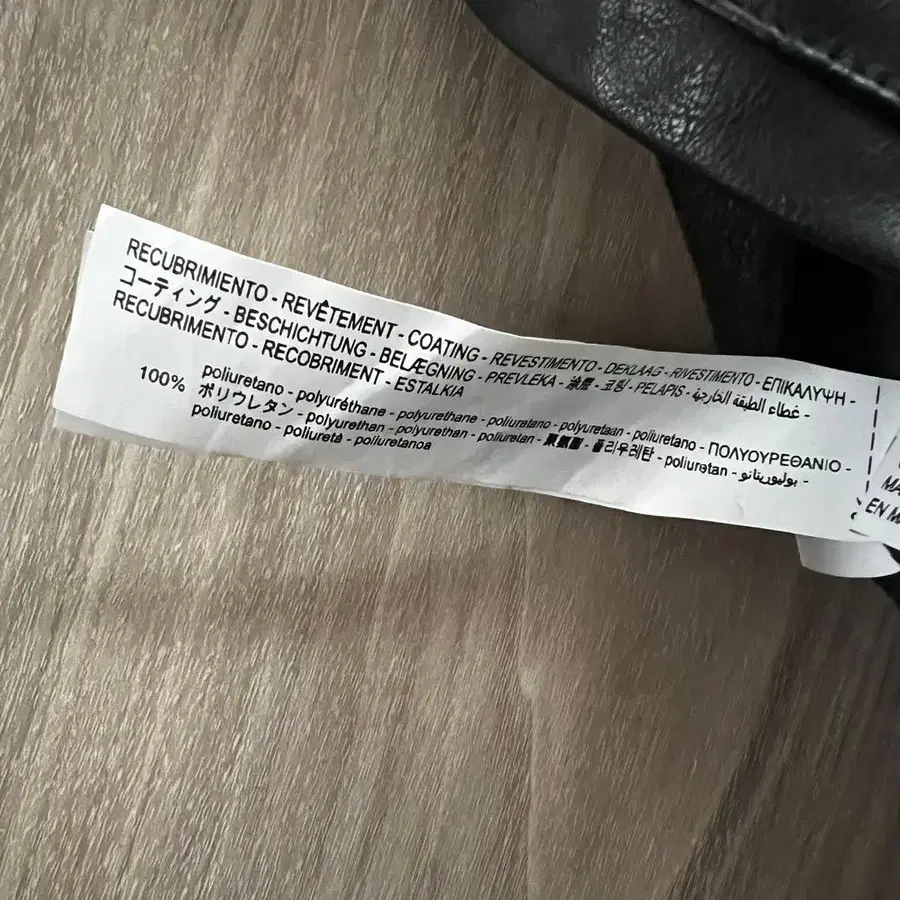 RECUBRIMIENTO - REVÊTEMENT - COATING - REVESTIMENTO - DEKLAAG - RIVESTIMENTO - ΕΠΙΚΑΛΥΨΗ -
コーティング - BESCHICHTUNG - BELÆGNING - PREVLEKA - 涂层 - 코팅 - PELAPIS - غطاء الطبقة الخارجية -
RECUBRIMENTO - RECOBRIMENT - ESTALKIA
100% poliuretano - polyuréthane - polyurethane - poliuretano - polyuretaan - poliuretano - ΠΟΛΥΟΥΡΕΘΑΝΙΟ -
ポリウレタン - polyurethan - polyurethan - poliuretan - 聚氨酯 - 폴리우레탄 - poliuretan - بوليوريتانو -
poliuretano - poliuretà - poliuretanoa
EN